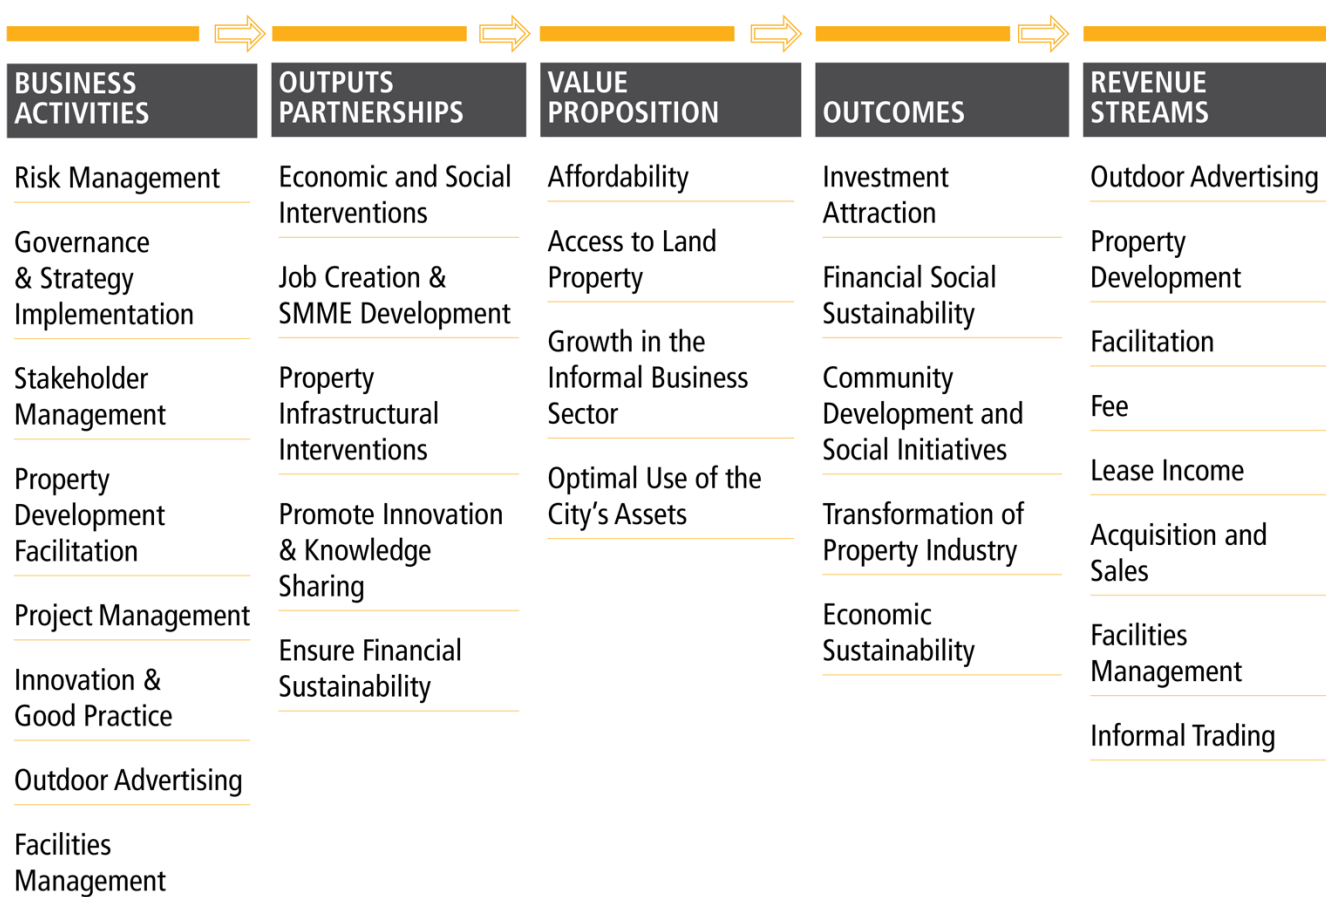 BUSINESS
ACTIVITIES
Risk Management
Governance
& Strategy
Implementation
Stakeholder
Management
Property
Development
Facilitation
Project Management
Innovation &
Good Practice
Outdoor Advertising
Facilities
Management
OUTPUTS
PARTNERSHIPS
Economic and Social
Interventions
Job Creation &
SMME Development
Property
Infrastructural
Interventions
Promote Innovation
& Knowledge
Sharing
Ensure Financial
Sustainability
VALUE
PROPOSITION
Affordability
Access to Land
Property
Growth in the
Informal Business
Sector
Optimal Use of the
City’s Assets
OUTCOMES
Investment
Attraction
Financial Social
Sustainability
Community
Development and
Social Initiatives
Transformation of
Property Industry
Economic
Sustainability
REVENUE
STREAMS
Outdoor Advertising
Property
Development
Facilitation
Fee
Lease Income
Acquisition and
Sales
Facilities
Management
Informal Trading